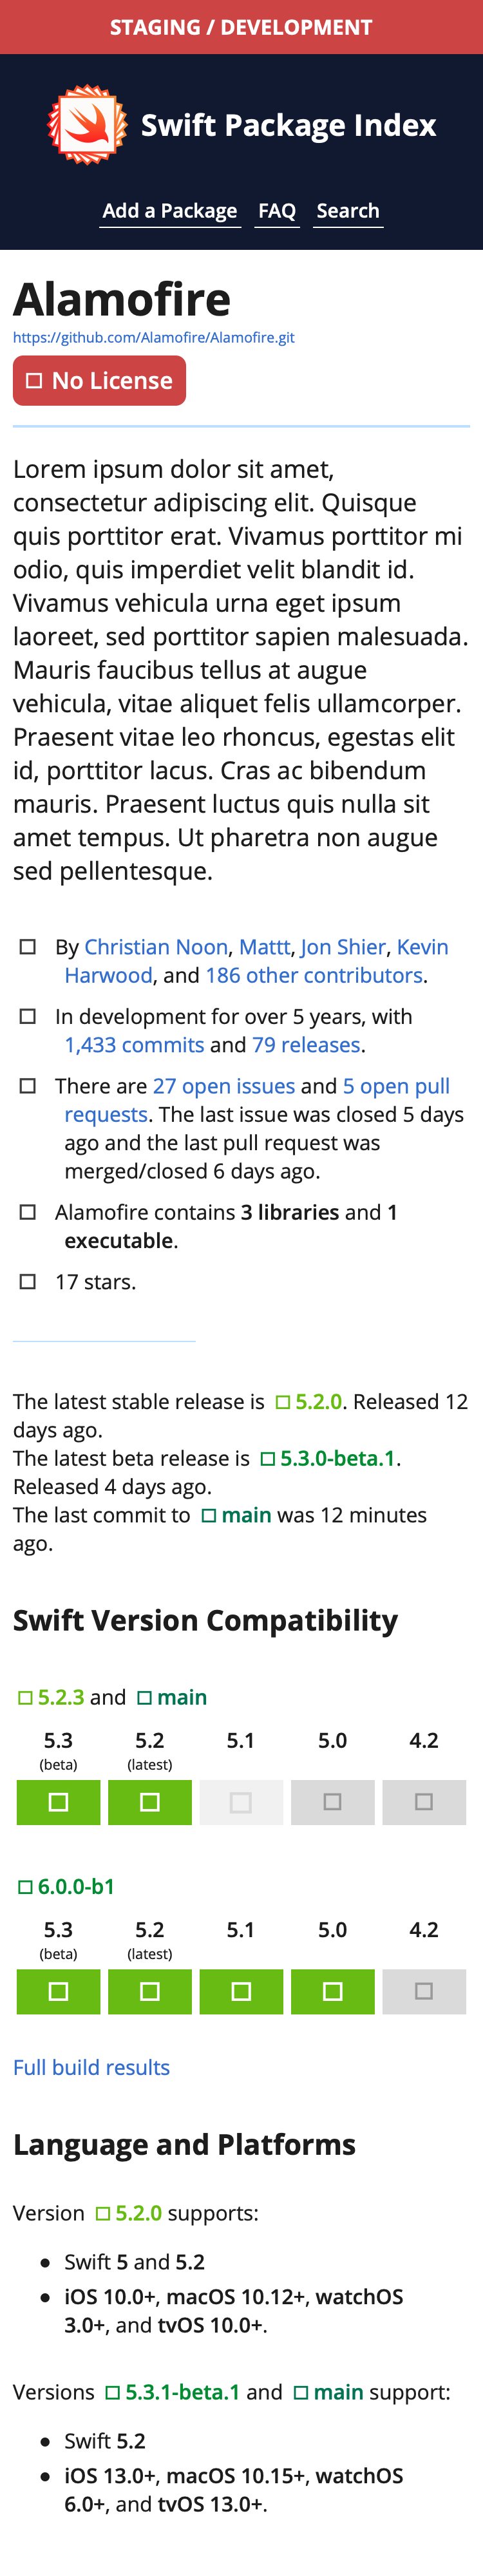 STAGING / DEVELOPMENT
Swift Package Index
Add a Package FAQ Search
Alamofire
https://github.com/Alamofire/Alamofire.git
No License
Lorem ipsum dolor sit amet,
consectetur adipiscing elit. Quisque
quis porttitor erat. Vivamus porttitor mi
odio, quis imperdiet velit blandit id.
Vivamus vehicula urna eget ipsum
laoreet, sed porttitor sapien malesuada.
Mauris faucibus tellus at augue
vehicula, vitae aliquet felis ullamcorper.
Praesent vitae leo rhoncus, egestas elit
id, porttitor lacus. Cras ac bibendum
mauris. Praesent luctus quis nulla sit
amet tempus. Ut pharetra non augue
sed pellentesque.
By Christian Noon, Mattt, Jon Shier, Kevin
Harwood, and 186 other contributors.
In development for over 5 years, with
1,433 commits and 79 releases.
There are 27 open issues and 5 open pull
requests. The last issue was closed 5 days
ago and the last pull request was
merged/closed 6 days ago.
Alamofire contains 3 libraries and 1
executable.
17 stars.
The latest stable release is 5.2.0. Released 12
days ago.
The latest beta release is 5.3.0-beta.1.
Released 4 days ago.
The last commit to main was 12 minutes
ago.
Swift Version Compatibility
5.2.3 and main
5.3 5.2 5.1 5.0 4.2
(beta) (latest)
6.0.0-b1
5.3 5.2 5.1 5.0 4.2
(beta) (latest)
Full build results
Language and Platforms
Version 5.2.0 supports:
• Swift 5 and 5.2
• iOS 10.0+, macOS 10.12+, watchOS
3.0+, and tvOS 10.0+.
Versions 5.3.1-beta.1 and main support:
• Swift 5.2
• iOS 13.0+, macOS 10.15+, watchOS
6.0+, and tvOS 13.0+.